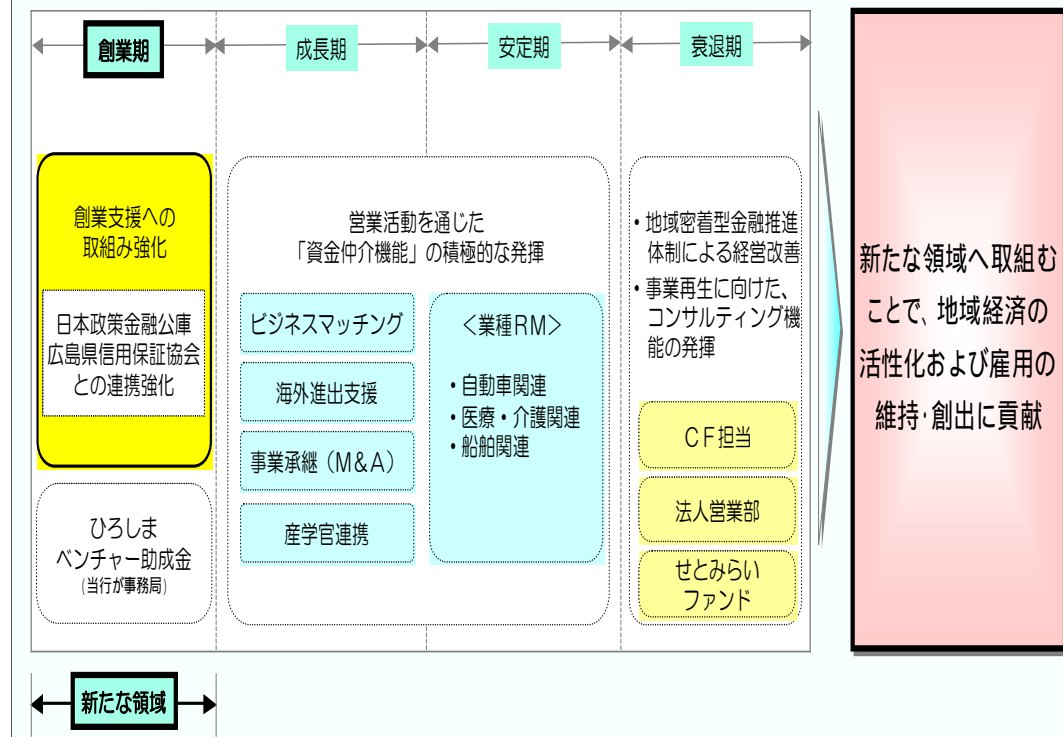 創業期
成長期
安定期
衰退期
創業支援への
取組み強化
日本政策金融公庫
広島県信用保証協会
との連携強化
ひろしま
ベンチャー助成金
(当行が事務局)
営業活動を通じた
「資金仲介機能」の積極的な発揮
ビジネスマッチング
海外進出支援
事業承継(M&A)
産学官連携
<業種RM>
・自動車関連
・医療・介護関連
・船舶関連
・地域密着型金融推進
体制による経営改善
・事業再生に向けた、
コンサルティング機
能の発揮
CF担当
法人営業部
せとみらい
ファンド
新たな領域へ取組む
ことで、地域経済の
活性化および雇用の
維持・創出に貢献
新たな領域